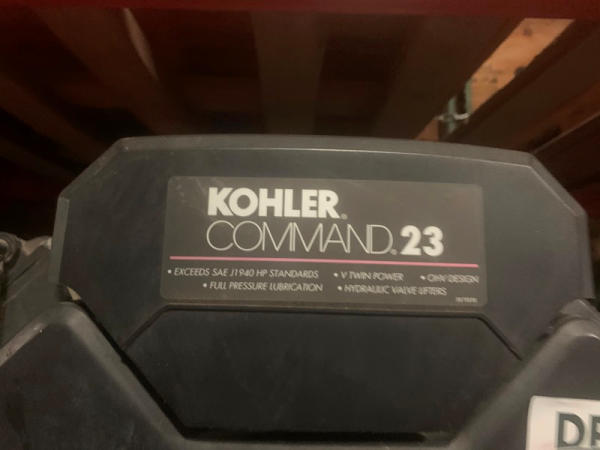 KOHLER®
COMMAND® 23
• EXCEEDS SAE J1940 HP STANDARDS • V TWIN POWER • OHV DESIGN
• FULL PRESSURE LUBRICATION • HYDRAULIC VALVE LIFTERS